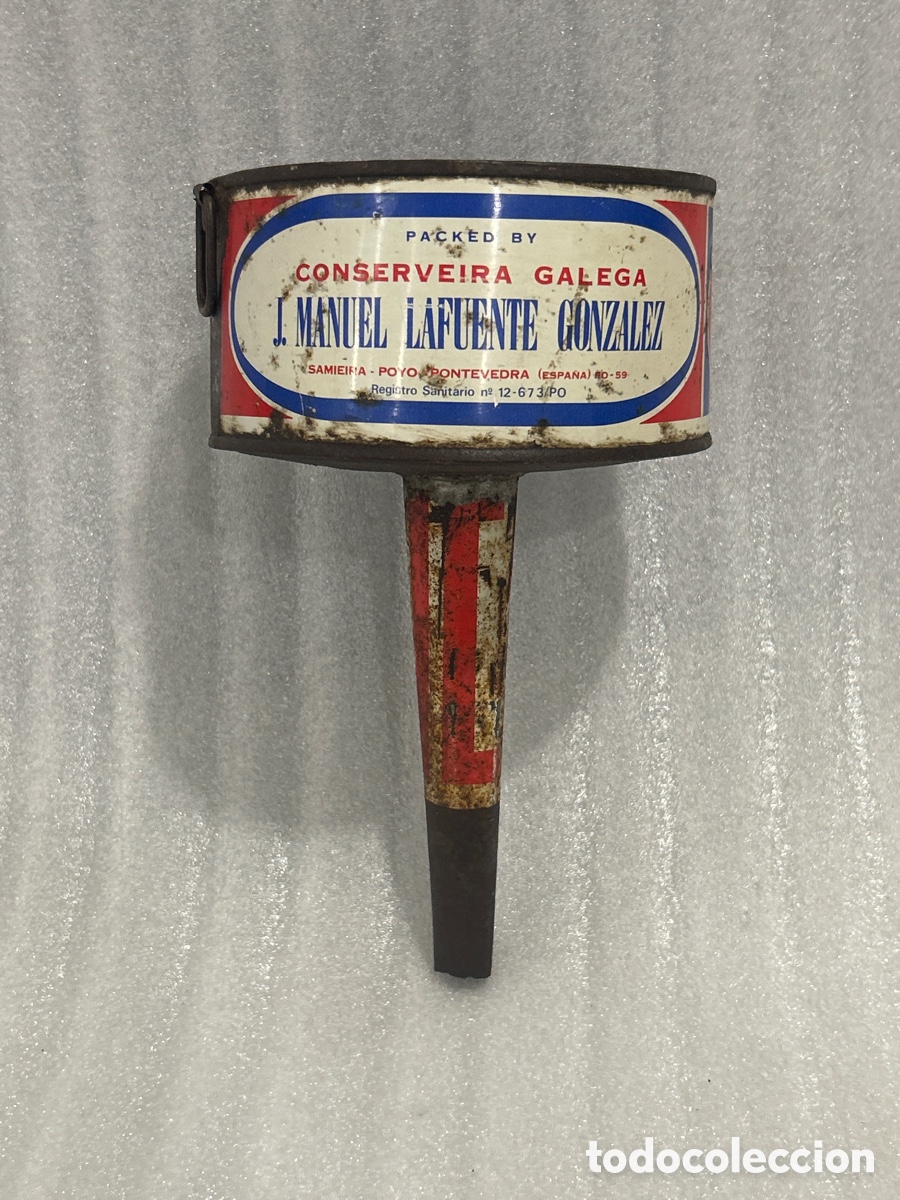 PACKED BY
CONSERVEIRA GALEGA
J. MANUEL LAFUENTE GONZALEZ
SAMIEIRA - POYO, PONTEVEDRA (ESPAÑA) RO-59
Registro Sanitario nº 12-673/PO
todocoleccion